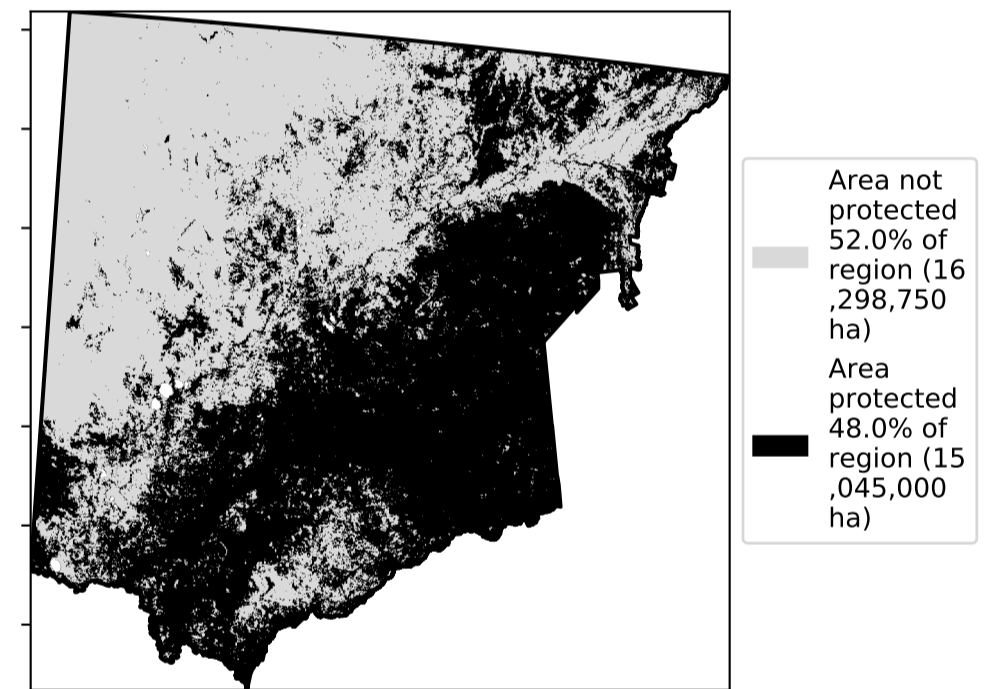 Area not
protected
52.0% of
region (16
,298,750
ha)
Area
protected
48.0% of
region (15
,045,000
ha)